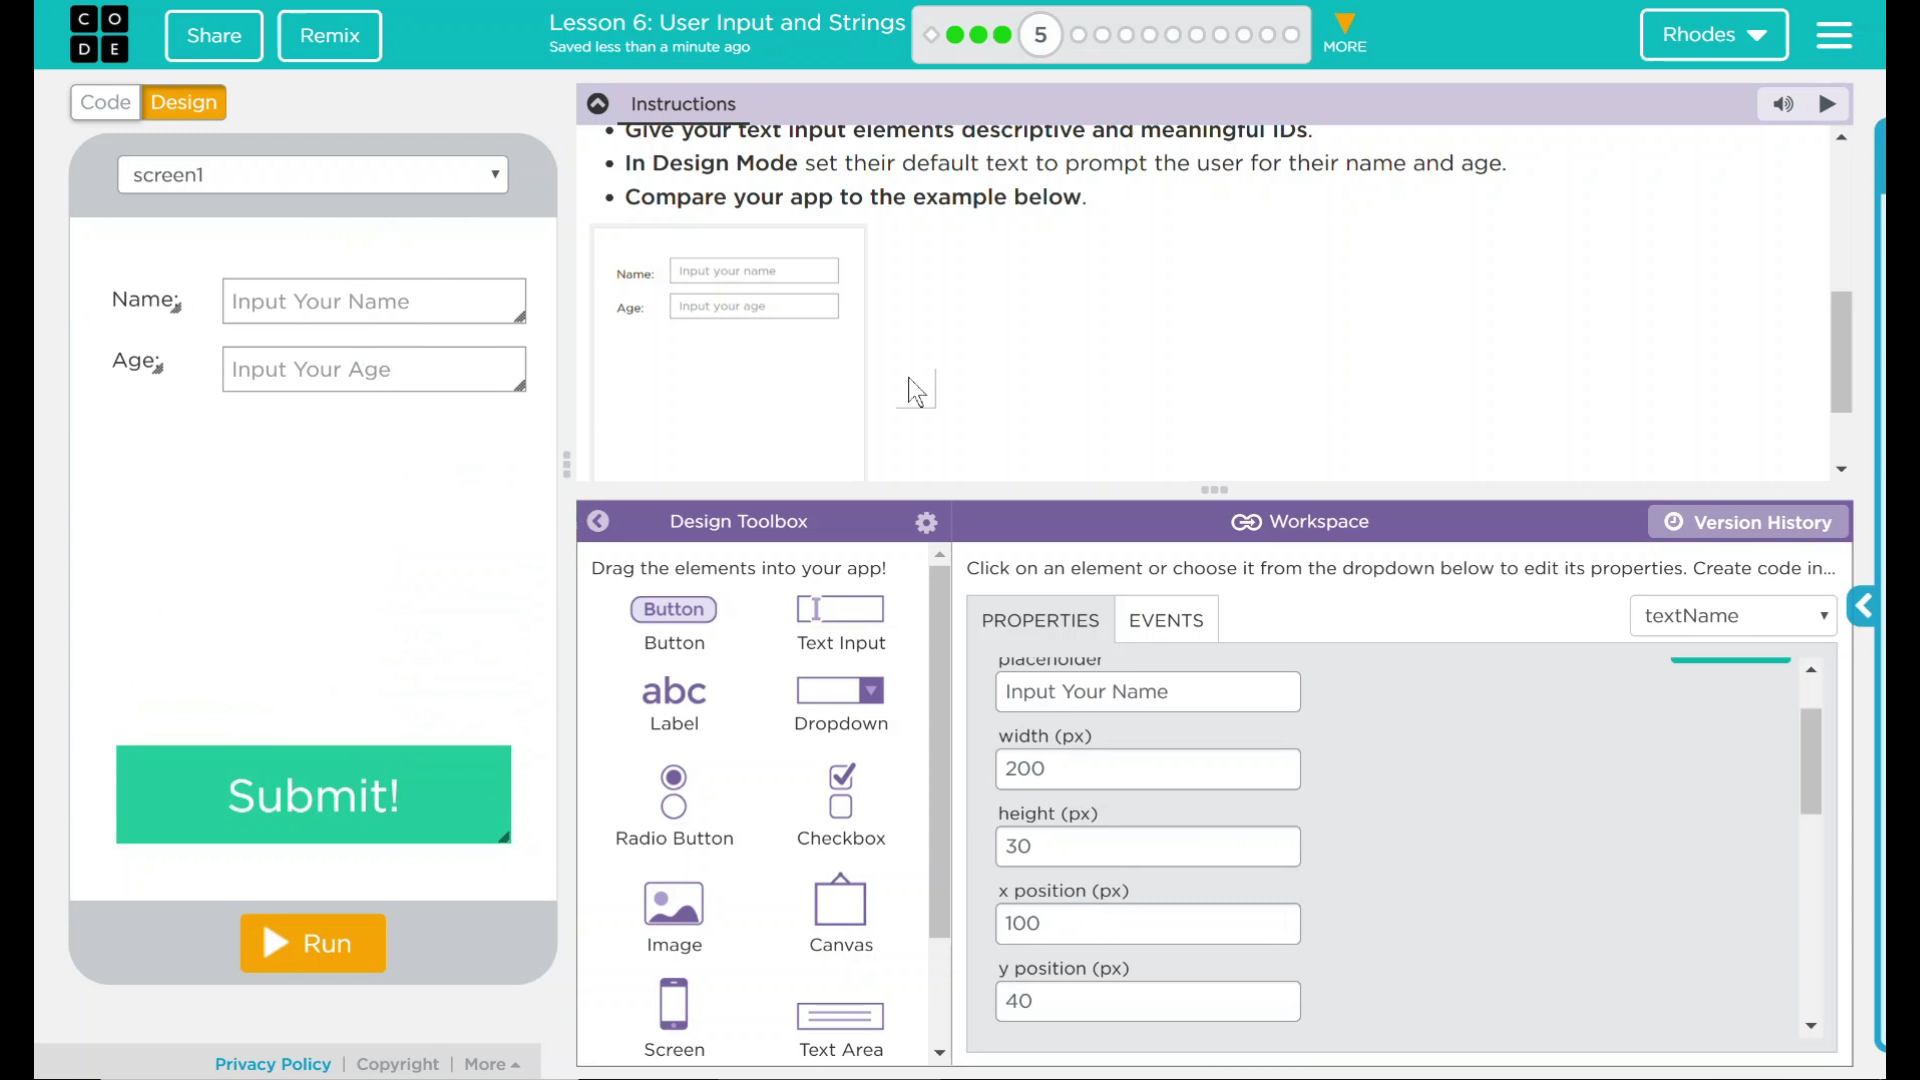 C O
D E
Share
Remix
Lesson 6: User Input and Strings
Saved less than a minute ago
5
MORE
Rhodes
Code
Design
Instructions
• Give your text input elements descriptive and meaningful IDs.
• In Design Mode set their default text to prompt the user for their name and age.
• Compare your app to the example below.
screen1
Name:
Input your name
Age:
Input your age
Name:
Input Your Name
Age:
Input Your Age
Submit!
Run
Design Toolbox
Workspace
Version History
Drag the elements into your app!
Button
Button
Text Input
abc
Label
Dropdown
Radio Button
Checkbox
Image
Canvas
Screen
Text Area
Click on an element or choose it from the dropdown below to edit its properties. Create code in...
PROPERTIES
EVENTS
textName
placeholder
Input Your Name
width (px)
200
height (px)
30
x position (px)
100
y position (px)
40
Privacy Policy | Copyright | More